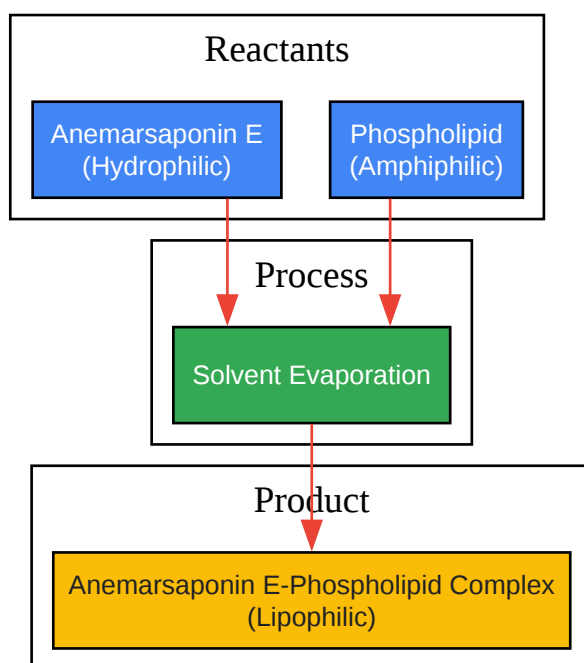 Reactants
Anemarsaponin E
(Hydrophilic)
Phospholipid
(Amphiphilic)
Process
Solvent Evaporation
Product
Anemarsaponin E-Phospholipid Complex
(Lipophilic)